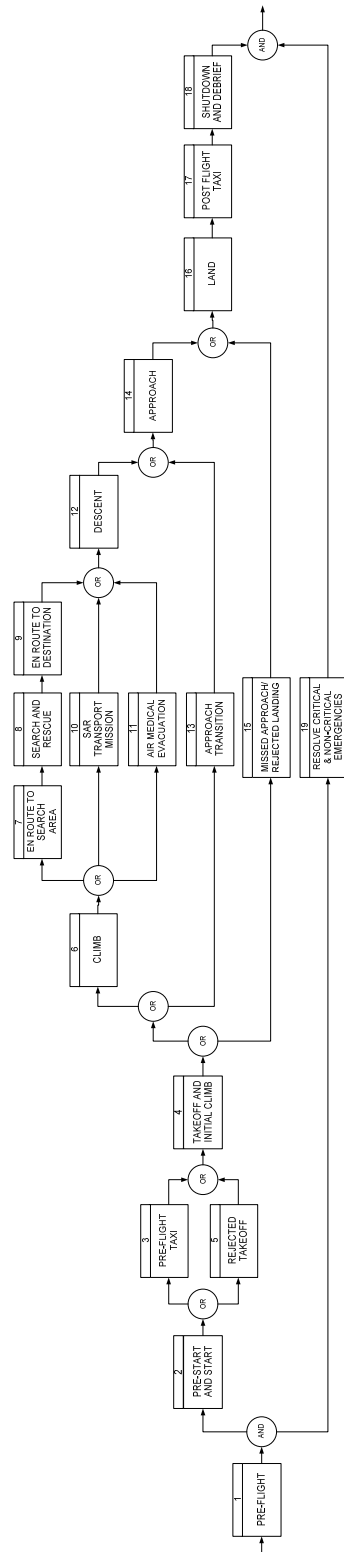 1
PRE-FLIGHT
AND
2
PRE-START
AND START
OR
3
PRE-FLIGHT
TAXI
5
REJECTED
TAKEOFF
OR
4
TAKEOFF AND
INITIAL CLIMB
OR
OR
6
CLIMB
OR
7
EN ROUTE TO
SEARCH
AREA
8
SEARCH AND
RESCUE
9
EN ROUTE TO
DESTINATION
10
SAR
TRANSPORT
MISSION
11
AIR MEDICAL
EVACUATION
13
APPROACH
TRANSITION
OR
12
DESCENT
OR
14
APPROACH
15
MISSED APPROACH/
REJECTED LANDING
OR
16
LAND
17
POST FLIGHT
TAXI
18
SHUTDOWN
AND DEBRIEF
19
RESOLVE CRITICAL
& NON-CRITICAL
EMERGENCIES
AND